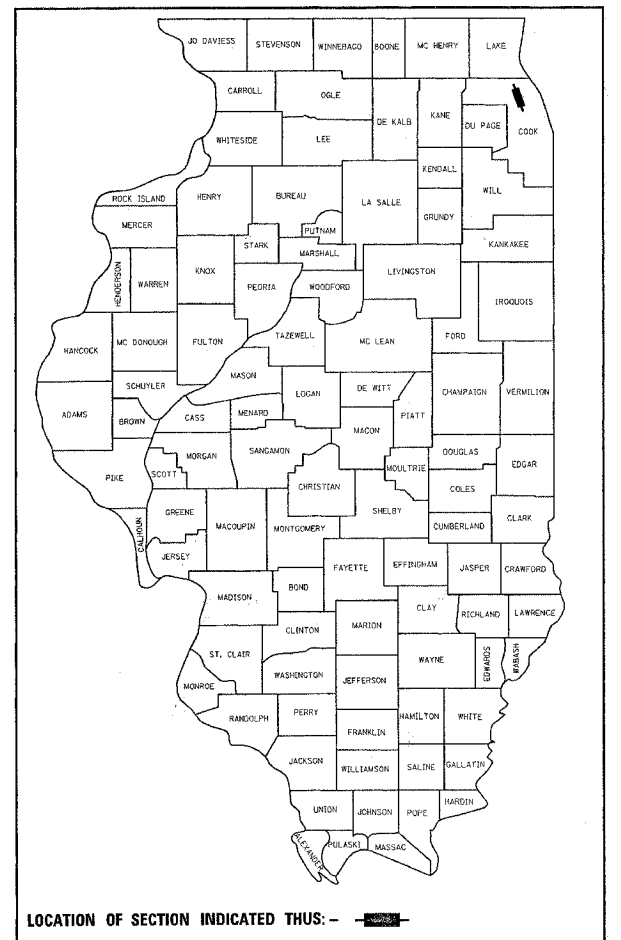 JO DAVIESS STEVENSON WINNEBAGO BOONE MC HENRY LAKE
CARROLL OGLE DE KALB KANE DU PAGE COOK
WHITESIDE LEE
KENDALL
WILL
ROCK ISLAND HENRY BUREAU LA SALLE
GRUNDY
MERCER PUTNAM
STARK MARSHALL KANKAKEE
HENDERSON WARREN KNOX PEORIA WOODFORD LIVINGSTON
IROQUOIS
HANCOCK MC DONOUGH FULTON TAZEWELL MC LEAN FORD
MASON
SCHUYLER LOGAN DE WITT CHAMPAIGN VERMILION
ADAMS BROWN CASS MENARD PIATT
MACON
MORGAN SANGAMON DOUGLAS EDGAR
PIKE SCOTT CHRISTIAN MOULTRIE COLES
GREENE MACOUPIN MONTGOMERY SHELBY
CUMBERLAND CLARK
CALHOUN JERSEY
FAYETTE EFFINGHAM JASPER CRAWFORD
MADISON BOND
CLAY RICHLAND LAWRENCE
CLINTON MARION
ST. CLAIR WAYNE EDWARDS WABASH
WASHINGTON JEFFERSON
MONROE
RANDOLPH PERRY HAMILTON WHITE
FRANKLIN
JACKSON WILLIAMSON SALINE GALLATIN
UNION JOHNSON POPE HARDIN
ALEXANDER PULASKI MASSAC
LOCATION OF SECTION INDICATED THUS: –